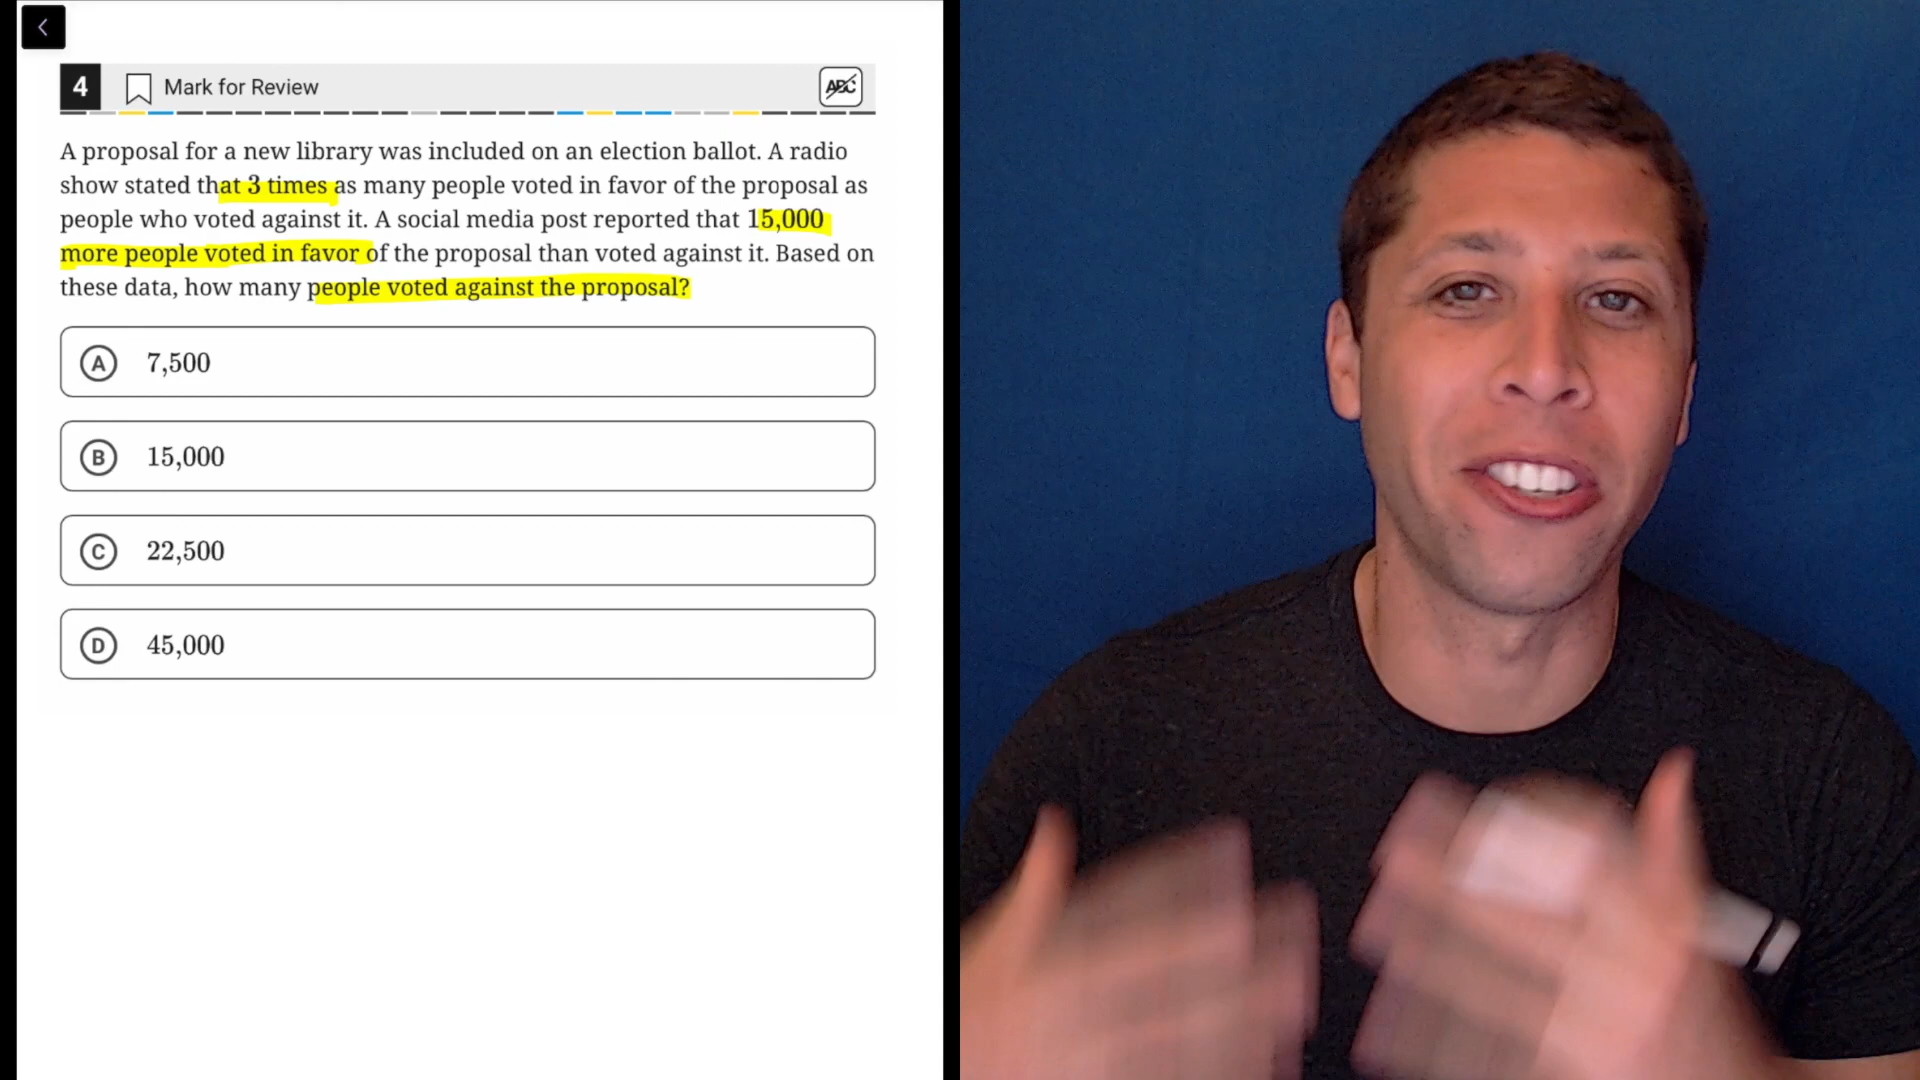 4 Mark for Review ABC
A proposal for a new library was included on an election ballot. A radio
show stated that 3 times as many people voted in favor of the proposal as
people who voted against it. A social media post reported that 15,000
more people voted in favor of the proposal than voted against it. Based on
these data, how many people voted against the proposal?
A 7,500
B 15,000
C 22,500
D 45,000